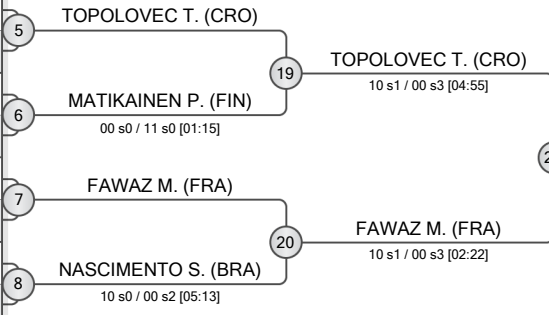 TOPOLOVEC T. (CRO)
5
19
TOPOLOVEC T. (CRO)
10 s1 / 00 s3 [04:55]
MATIKAINEN P. (FIN)
6
00 s0 / 11 s0 [01:15]
FAWAZ M. (FRA)
7
20
FAWAZ M. (FRA)
10 s1 / 00 s3 [02:22]
NASCIMENTO S. (BRA)
8
10 s0 / 00 s2 [05:13]